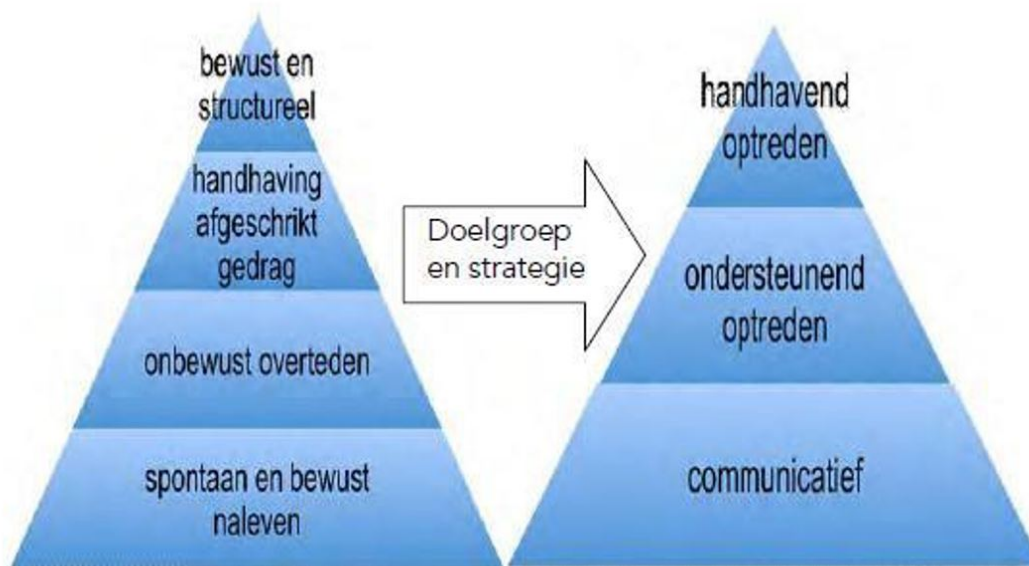 bewust en
structureel
handhaving
afgeschrikt
gedrag
onbewust overteden
spontaan en bewust
naleven
Doelgroep
en strategie
handhavend
optreden
ondersteunend
optreden
communicatief